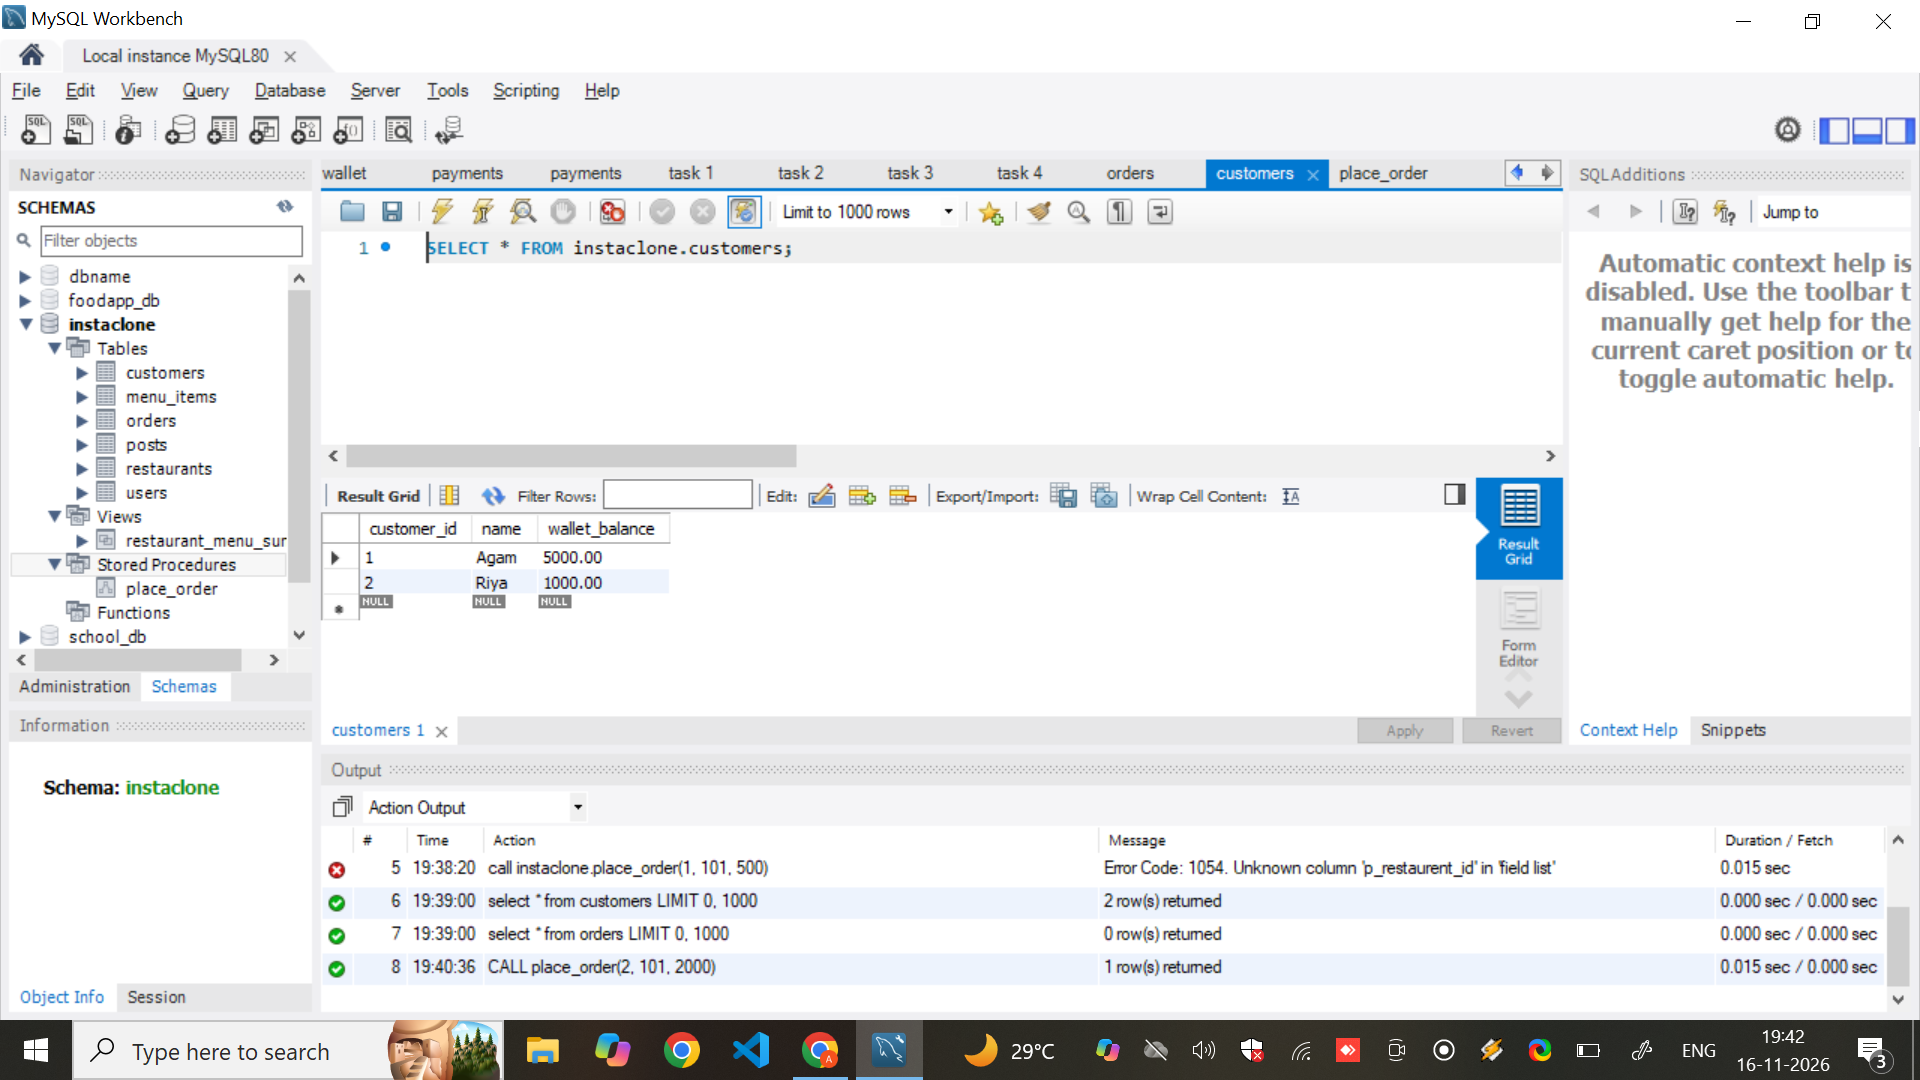 MySQL Workbench
Local instance MySQL80
File Edit View Query Database Server Tools Scripting Help
Navigator
SCHEMAS
Filter objects
dbname
foodapp_db
instaclone
Tables
customers
menu_items
orders
posts
restaurants
users
Views
restaurant_menu_sur
Stored Procedures
place_order
Functions
school_db
Administration Schemas
Information
Schema: instaclone
Object Info Session
wallet payments payments task 1 task 2 task 3 task 4 orders customers place_order
Limit to 1000 rows
1 SELECT * FROM instaclone.customers;
Result Grid Filter Rows: Edit: Export/Import: Wrap Cell Content:
customer_id name wallet_balance
1 Agam 5000.00
2 Riya 1000.00
NULL NULL NULL
Result Grid
Form Editor
customers 1
Apply Revert
SQLAdditions
Jump to
Automatic context help is
disabled. Use the toolbar t
manually get help for the
current caret position or to
toggle automatic help.
Context Help Snippets
Output
Action Output
# Time Action Message Duration / Fetch
5 19:38:20 call instaclone.place_order(1, 101, 500) Error Code: 1054. Unknown column 'p_restaurent_id' in 'field list' 0.015 sec
6 19:39:00 select * from customers LIMIT 0, 1000 2 row(s) returned 0.000 sec / 0.000 sec
7 19:39:00 select * from orders LIMIT 0, 1000 0 row(s) returned 0.000 sec / 0.000 sec
8 19:40:36 CALL place_order(2, 101, 2000) 1 row(s) returned 0.015 sec / 0.000 sec
Type here to search
29°C
ENG
19:42
16-11-2026
3